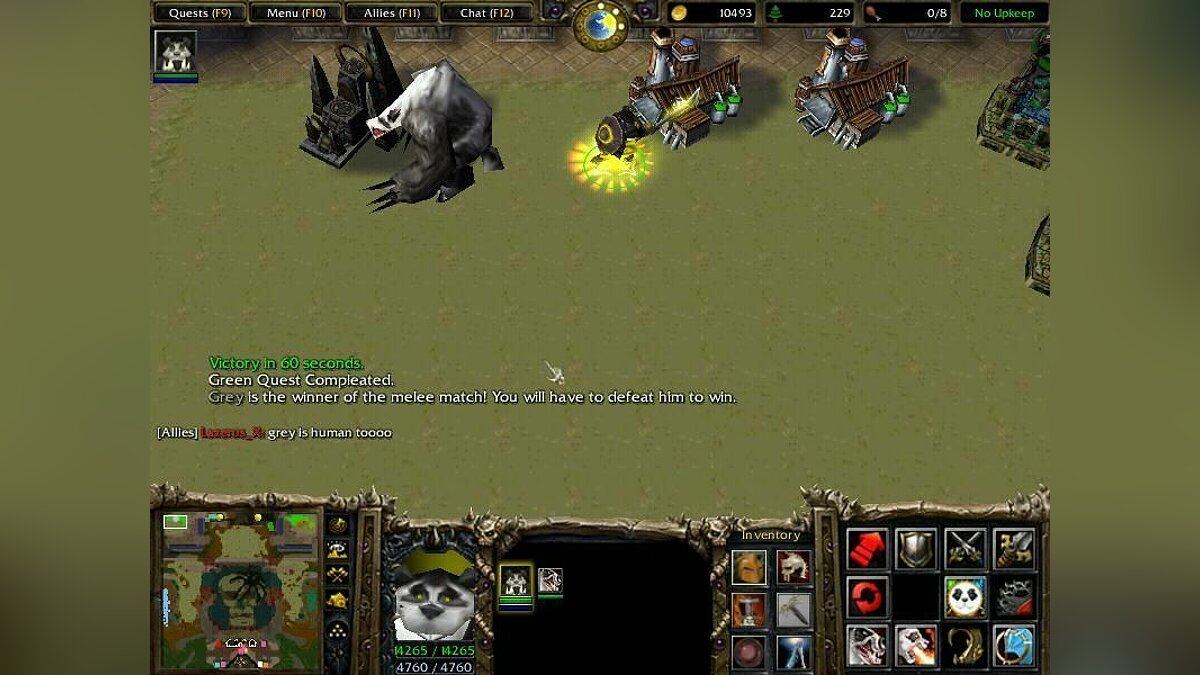 Quests (F9) Menu (F10) Allies (F11) Chat (F12) 10493 229 0/8 No Upkeep
Victory in 60 seconds.
Green Quest Compleated.
Grey is the winner of the melee match! You will have to defeat him to win.
[Allies] Lazerus_X: grey is human toooo
Inventory
14265 / 14265
4760 / 4760